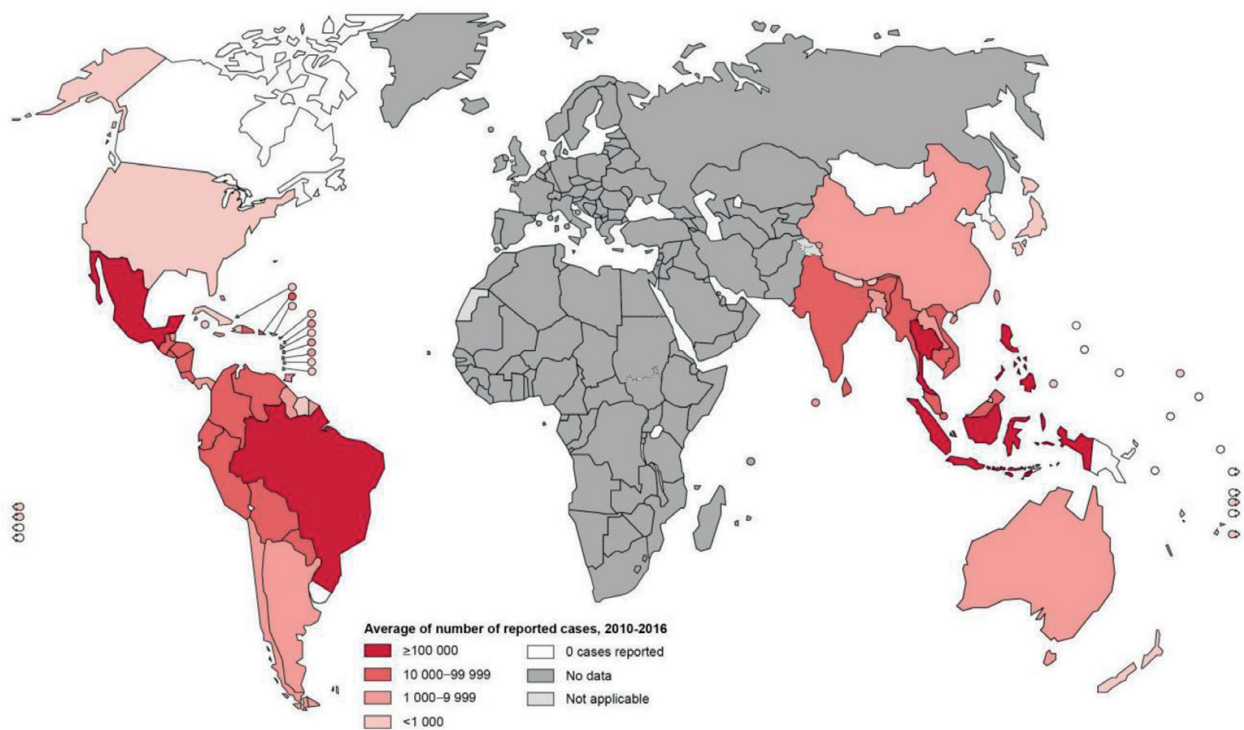 Average of number of reported cases, 2010-2016
≥100 000
10 000–99 999
1 000–9 999
<1 000
0 cases reported
No data
Not applicable